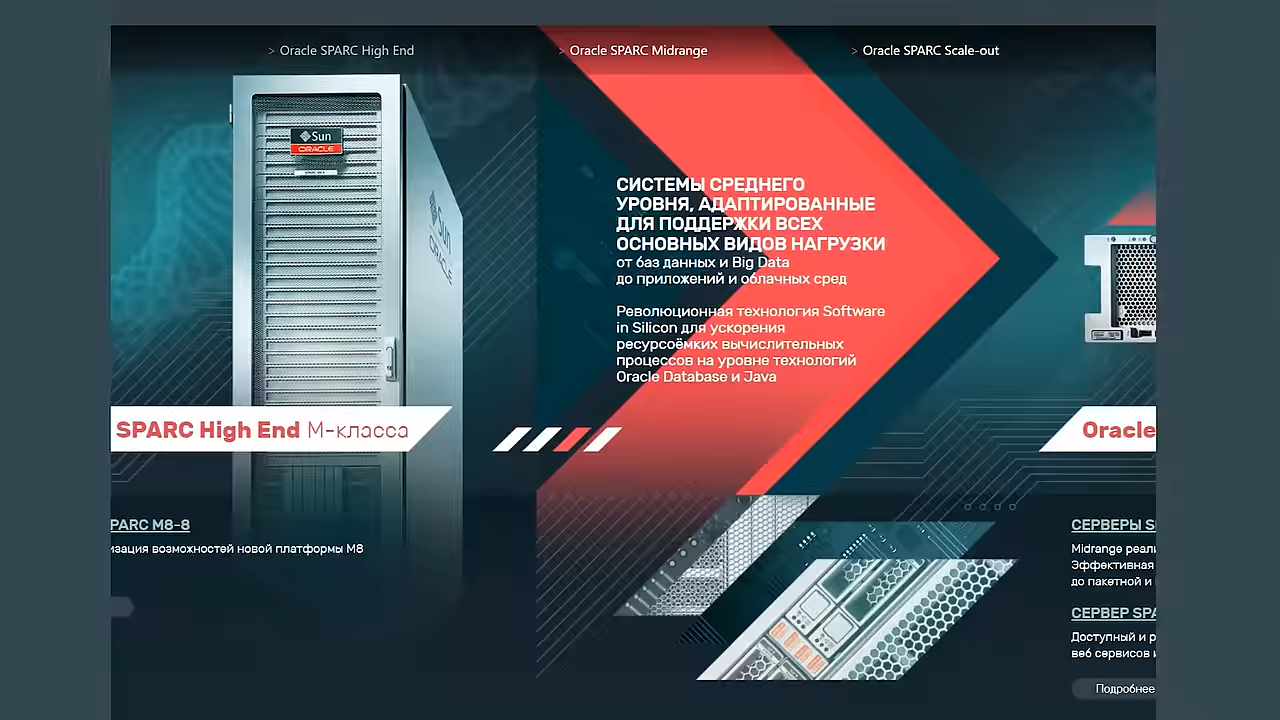 > Oracle SPARC High End
> Oracle SPARC Midrange
> Oracle SPARC Scale-out
Sun
ORACLE
Sun
ORACLE
СИСТЕМЫ СРЕДНЕГО
УРОВНЯ, АДАПТИРОВАННЫЕ
ДЛЯ ПОДДЕРЖКИ ВСЕХ
ОСНОВНЫХ ВИДОВ НАГРУЗКИ
от баз данных и Big Data
до приложений и облачных сред
Революционная технология Software
in Silicon для ускорения
ресурсоёмких вычислительных
процессов на уровне технологий
Oracle Database и Java
SPARC High End М-класса
Oracle
PARC M8-8
изация возможностей новой платформы M8
СЕРВЕРЫ S
Midrange реали
Эффективная
до пакетной и
СЕРВЕР SPA
Доступный и р
веб сервисов и
Подробнее